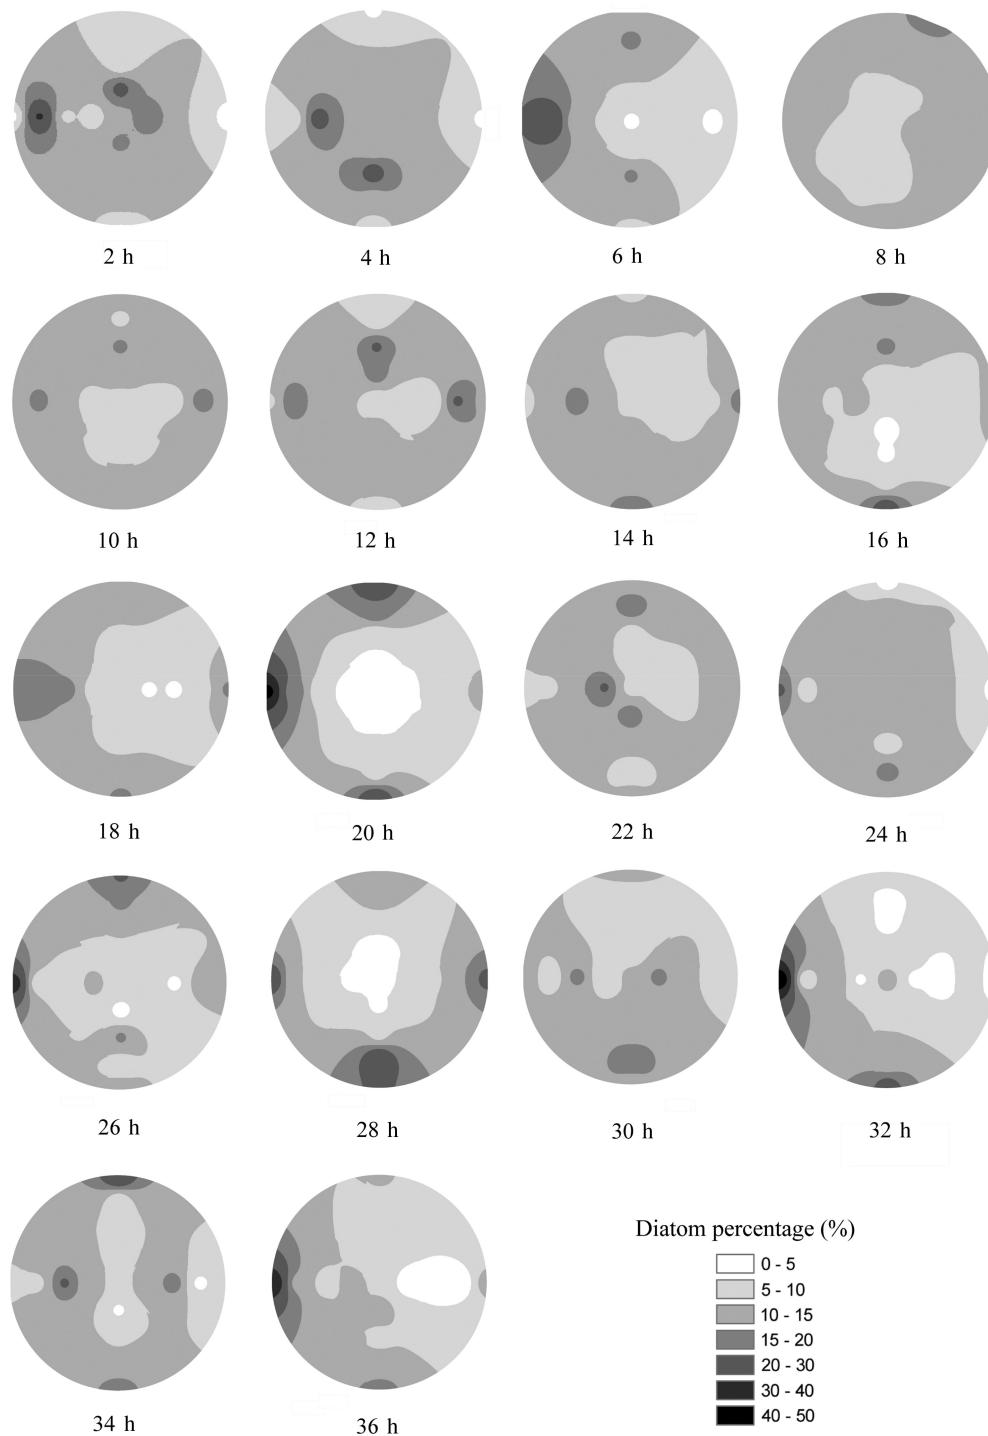 2 h
4 h
6 h
8 h
10 h
12 h
14 h
16 h
18 h
20 h
22 h
24 h
26 h
28 h
30 h
32 h
34 h
36 h
Diatom percentage (%)
0 - 5
5 - 10
10 - 15
15 - 20
20 - 30
30 - 40
40 - 50